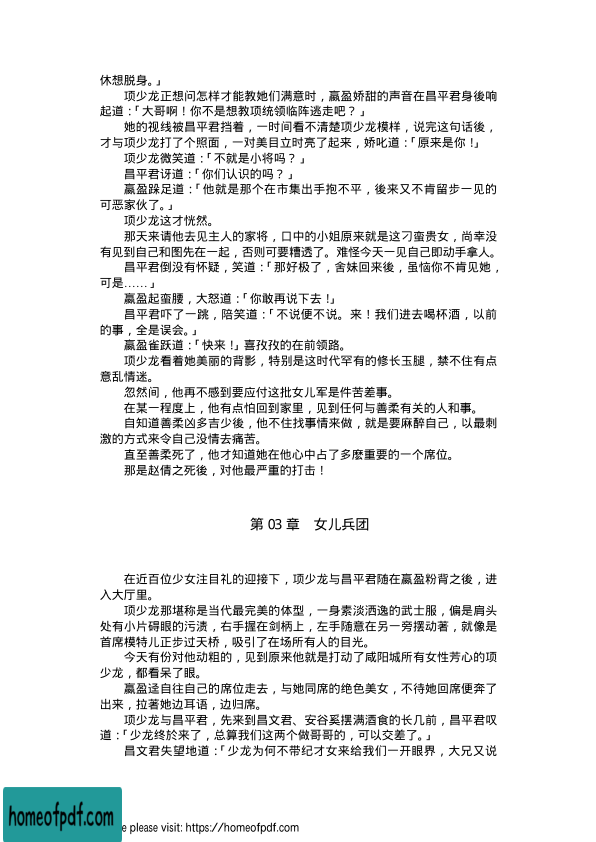 休想脱身。」
项少龙正想问怎样才能教她们满意时，嬴盈娇甜的声音在昌平君身後响
起道：「大哥啊！你不是想教项统领临阵逃走吧？」
她的视线被昌平君挡着，一时间看不清楚项少龙模样，说完这句话後，
才与项少龙打了个照面，一对美目立时亮了起来，娇叱道：「原来是你！」
项少龙微笑道：「不就是小将吗？」
昌平君讶道：「你们认识的吗？」
嬴盈跺足道：「他就是那个在市集出手抱不平，後来又不肯留步一见的
可恶家伙了。」
项少龙这才恍然。
那天来请他去见主人的家将，口中的小姐原来就是这刁蛮贵女，尚幸没
有见到自己和图先在一起，否则可要糟透了。难怪今天一见自己即动手拿人。
昌平君倒没有怀疑，笑道：「那好极了，舍妹回来後，虽恼你不肯见她，
可是……」
嬴盈起蛮腰，大怒道：「你敢再说下去！」
昌平君吓了一跳，陪笑道：「不说便不说。来！我们进去喝杯酒，以前
的事，全是误会。」
嬴盈雀跃道：「快来！」喜孜孜的在前领路。
项少龙看着她美丽的背影，特别是这时代罕有的修长玉腿，禁不住有点
意乱情迷。
忽然间，他再不感到要应付这批女儿军是件苦差事。
在某一程度上，他有点怕回到家里，见到任何与善柔有关的人和事。
自知道善柔凶多吉少後，他不住找事情来做，就是要麻醉自己，以最刺
激的方式来令自己没情去痛苦。
直至善柔死了，他才知道她在他心中占了多麽重要的一个席位。
那是赵倩之死後，对他最严重的打击！
第 03 章 女儿兵团
在近百位少女注目礼的迎接下，项少龙与昌平君随在嬴盈粉背之後，进
入大厅里。
项少龙那堪称是当代最完美的体型，一身素淡洒逸的武士服，偏是肩头
处有小片碍眼的污渍，右手握在剑柄上，左手随意在另一旁摆动著，就像是
首席模特儿正步过天桥，吸引了在场所有人的目光。
今天有份对他动粗的，见到原来他就是打动了咸阳城所有女性芳心的项
少龙，都看呆了眼。
嬴盈迳自往自己的席位走去，与她同席的绝色美女，不待她回席便奔了
出来，拉著她边耳语，边归席。
项少龙与昌平君，先来到昌文君、安谷奚摆满酒食的长几前，昌平君叹
道：「少龙终於来了，总算我们这两个做哥哥的，可以交差了。」
昌文君失望地道：「少龙为何不带纪才女来给我们一开眼界，大兄又说
homeofpdf.com
please visit: https://homeofpdf.com